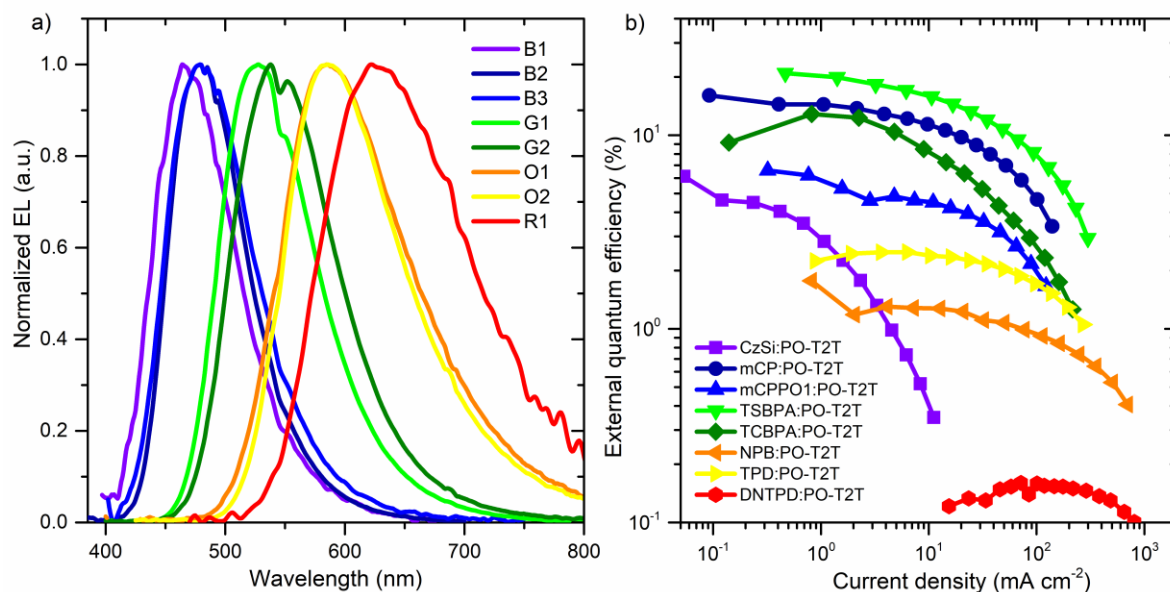 a)
Normalized EL (a.u.)
1.0
0.8
0.6
0.4
0.2
0.0
400
500
600
700
800
Wavelength (nm)
B1
B2
B3
G1
G2
O1
O2
R1
b)
External quantum efficiency (%)
10¹
10⁰
10⁻¹
10⁻¹
10⁰
10¹
10²
10³
Current density (mA cm⁻²)
CzSi:PO-T2T
mCP:PO-T2T
mCPPO1:PO-T2T
TSBPA:PO-T2T
TCBPA:PO-T2T
NPB:PO-T2T
TPD:PO-T2T
DNTPD:PO-T2T